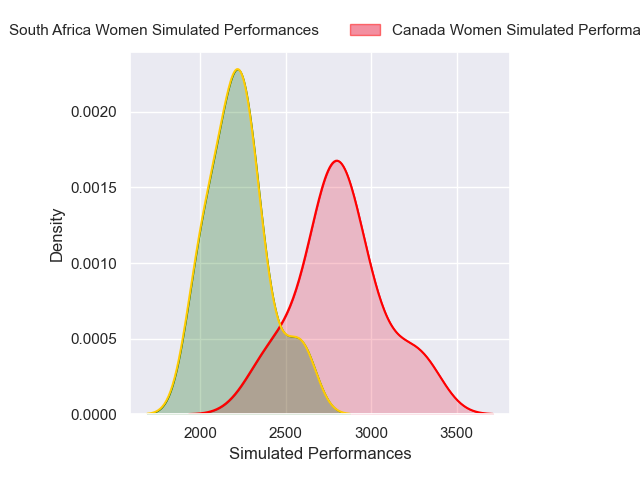 South Africa Women Simulated Performances Canada Women Simulated Performa
0.0020
0.0015
0.0010
0.0005
0.0000
Density
2000 2500 3000 3500
Simulated Performances